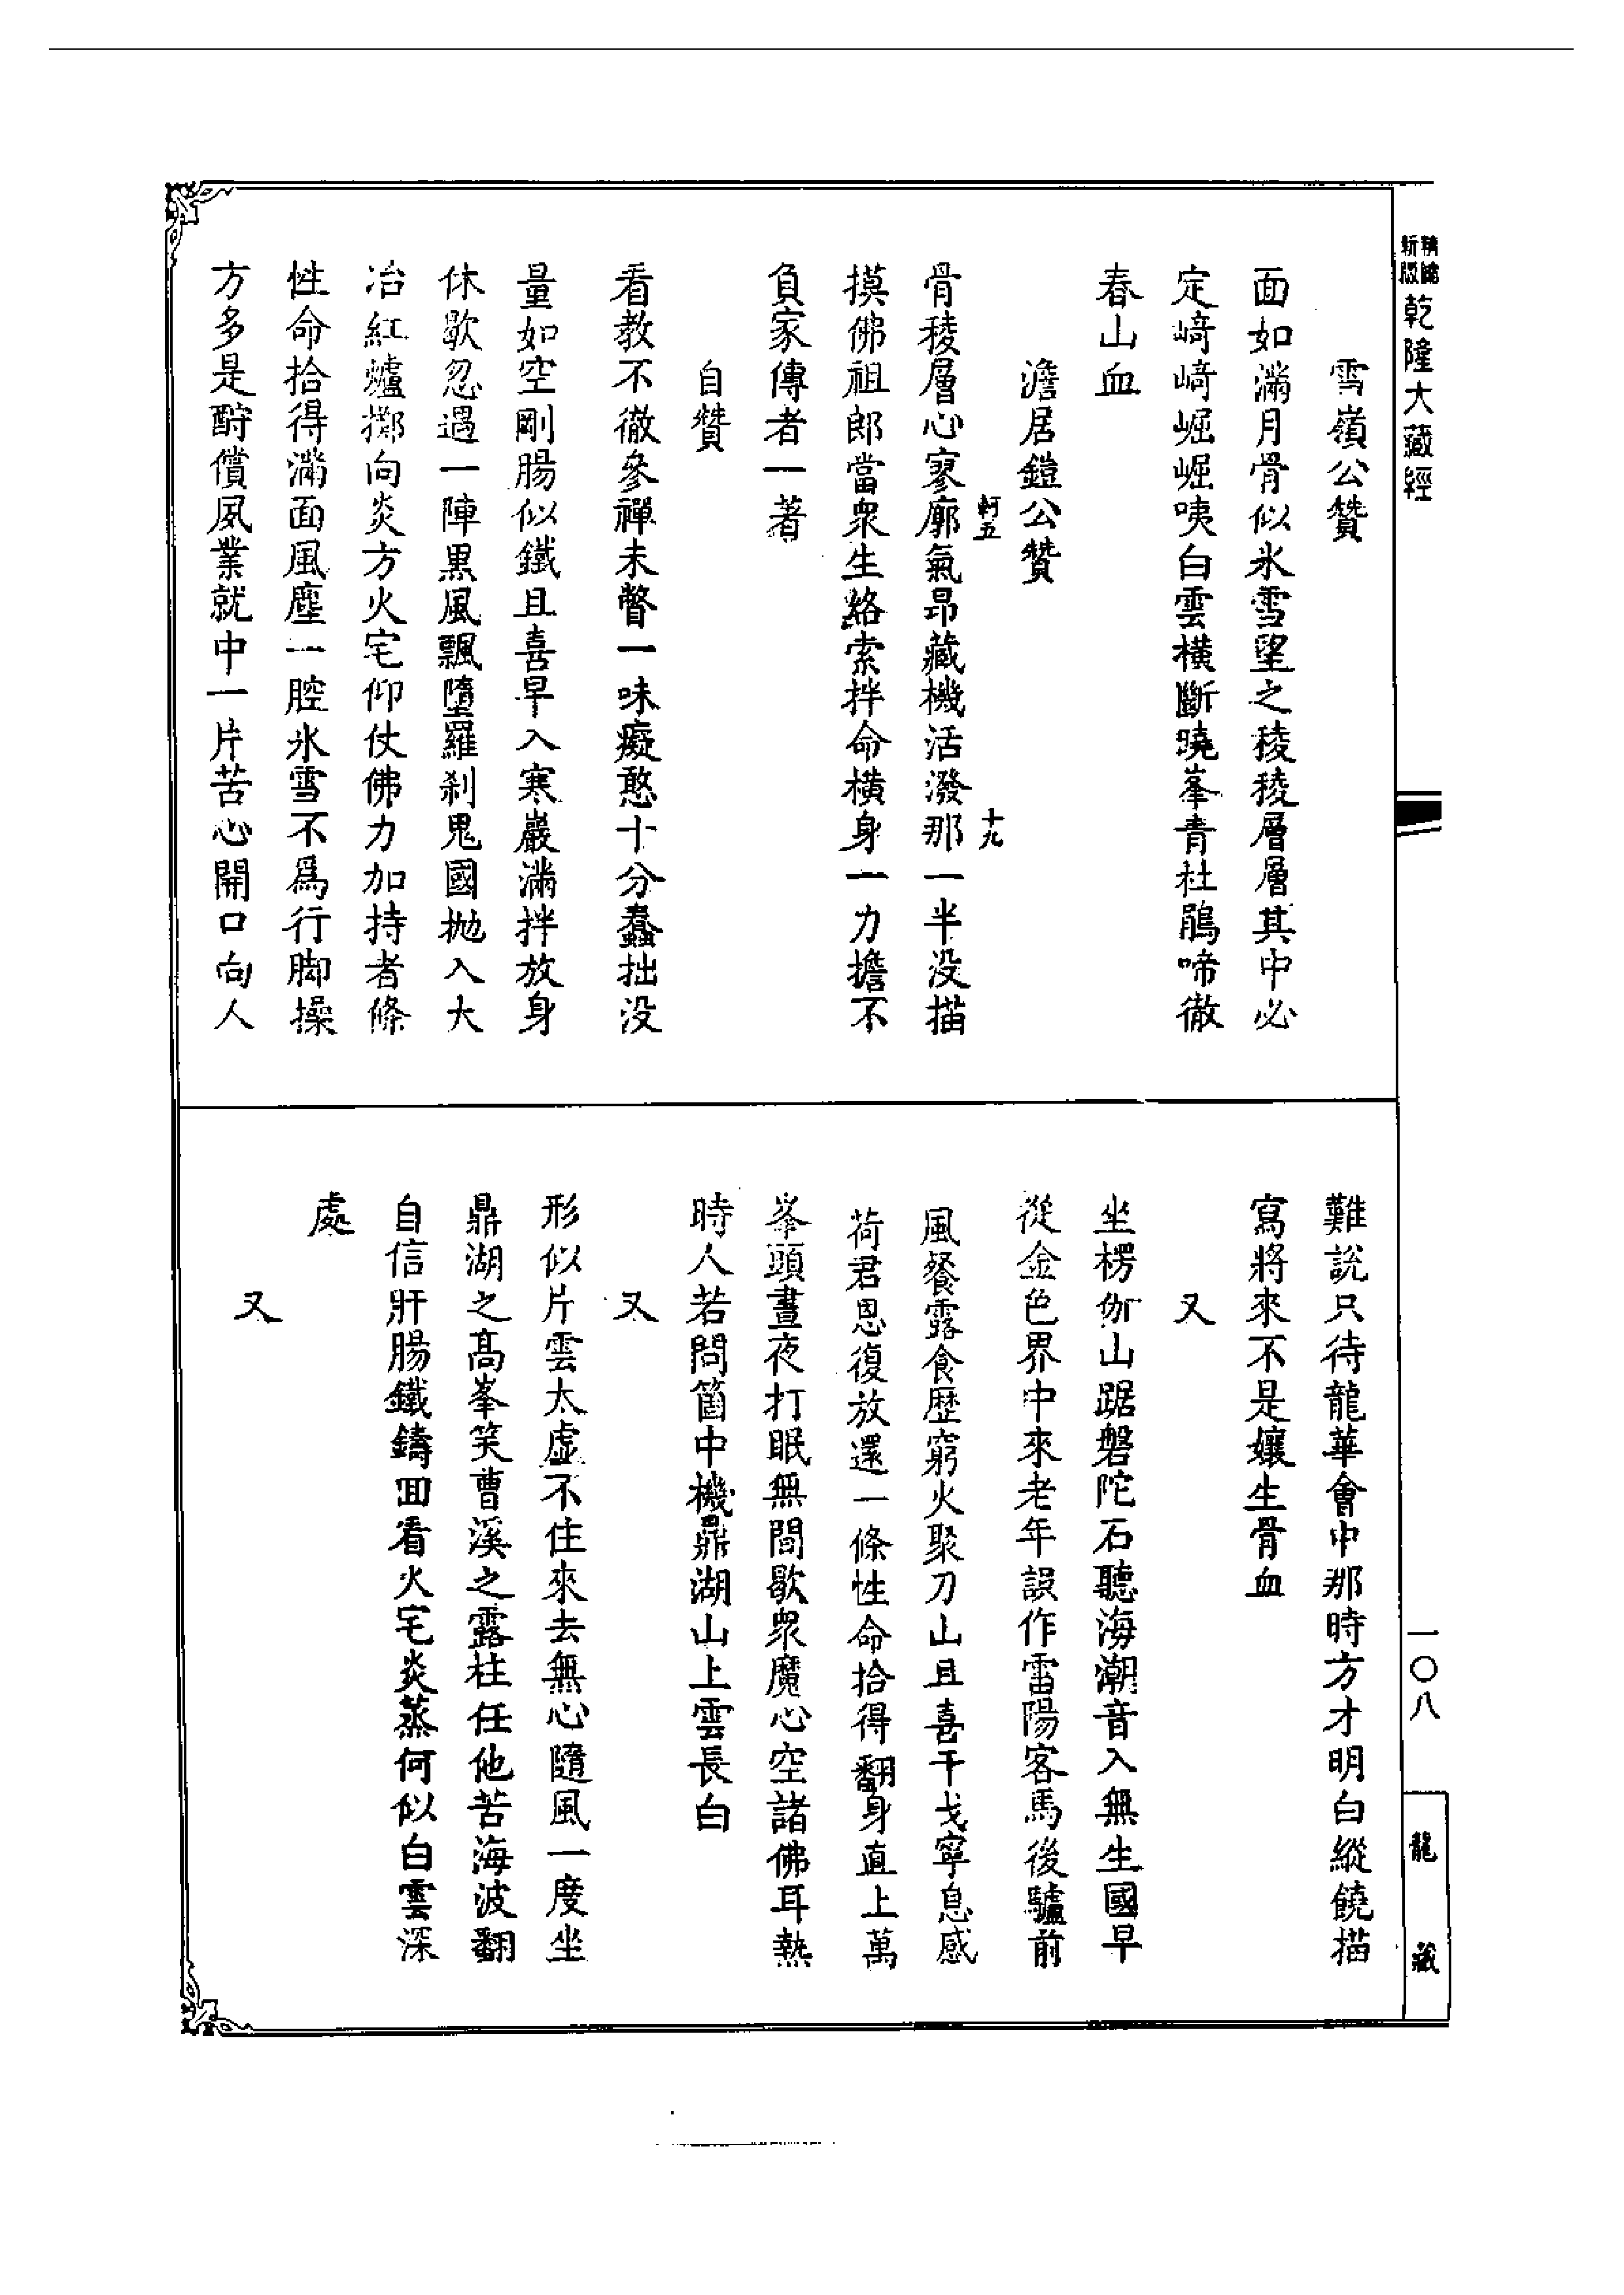 新精版縮
乾隆大藏經
雪嶺公贊
面如滿月骨似氷雪望之稜稜層層其中必
定﨑﨑崛崛咦白雲橫斷曉峯青杜鵑啼徹
春山血
澹居鎧公贊
軻五
十九
骨稜層心寥廓氣昂藏機活潑那一半没描
摸佛祖郎當衆生絡索拌命橫身一力擔不
負家傳者一著
自贊
看教不徹參禪未瞥一味癡憨十分蠢拙没
量如空剛腸似鐵且喜早入寒巖滿拌放身
休歇忽遇一陣黑風飄墮羅刹鬼國拋入大
冶紅爐擲向炎方火宅仰仗佛力加持者條
性命拾得滿面風塵一腔氷雪不爲行脚操
方多是酧償夙業就中一片苦心開口向人
難說只待龍華會中那時方才明白縱饒描
寫將來不是孃生骨血
又
坐楞伽山踞磐陀石聽海潮音入無生國早
從金色界中來老年誤作雷陽客馬後驢前
風餐露食歷窮火聚刀山且喜干戈寧息感
荷君恩復放還一條性命拾得翻身直上萬
峯頭晝夜打眠無間歇衆魔心空諸佛耳熱
時人若問箇中機鼎湖山上雲長白
又
形似片雲太虛不住來去無心隨風一度坐
鼎湖之髙峯笑曹溪之露柱任他苦海波翻
自信肝腸鐵鑄回看火宅炎蒸何似白雲深
處
又
一〇八
龍藏